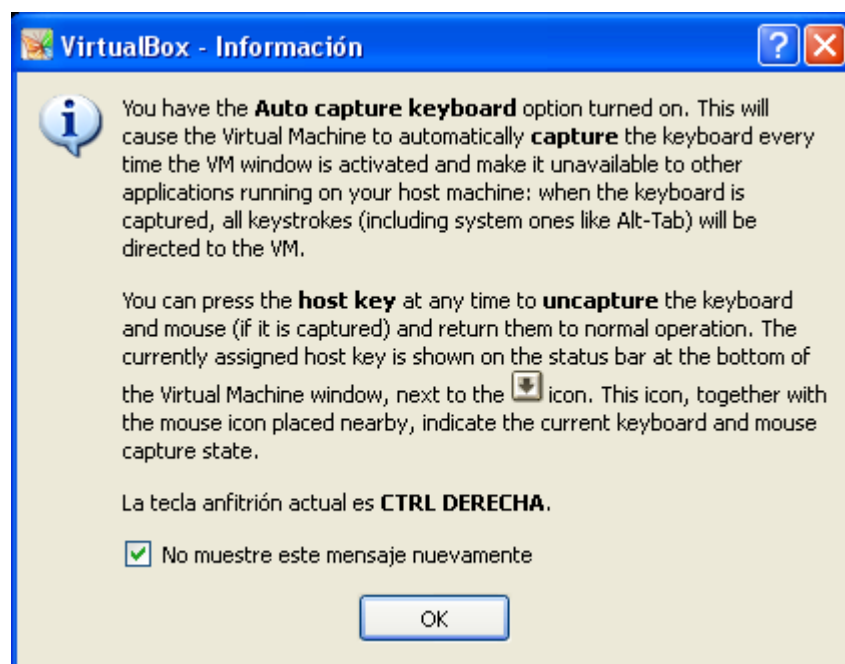 VirtualBox - Información
You have the Auto capture keyboard option turned on. This will
cause the Virtual Machine to automatically capture the keyboard every
time the VM window is activated and make it unavailable to other
applications running on your host machine: when the keyboard is
captured, all keystrokes (including system ones like Alt-Tab) will be
directed to the VM.
You can press the host key at any time to uncapture the keyboard
and mouse (if it is captured) and return them to normal operation. The
currently assigned host key is shown on the status bar at the bottom of
the Virtual Machine window, next to the icon. This icon, together with
the mouse icon placed nearby, indicate the current keyboard and mouse
capture state.
La tecla anfitrión actual es CTRL DERECHA.
No muestre este mensaje nuevamente
OK